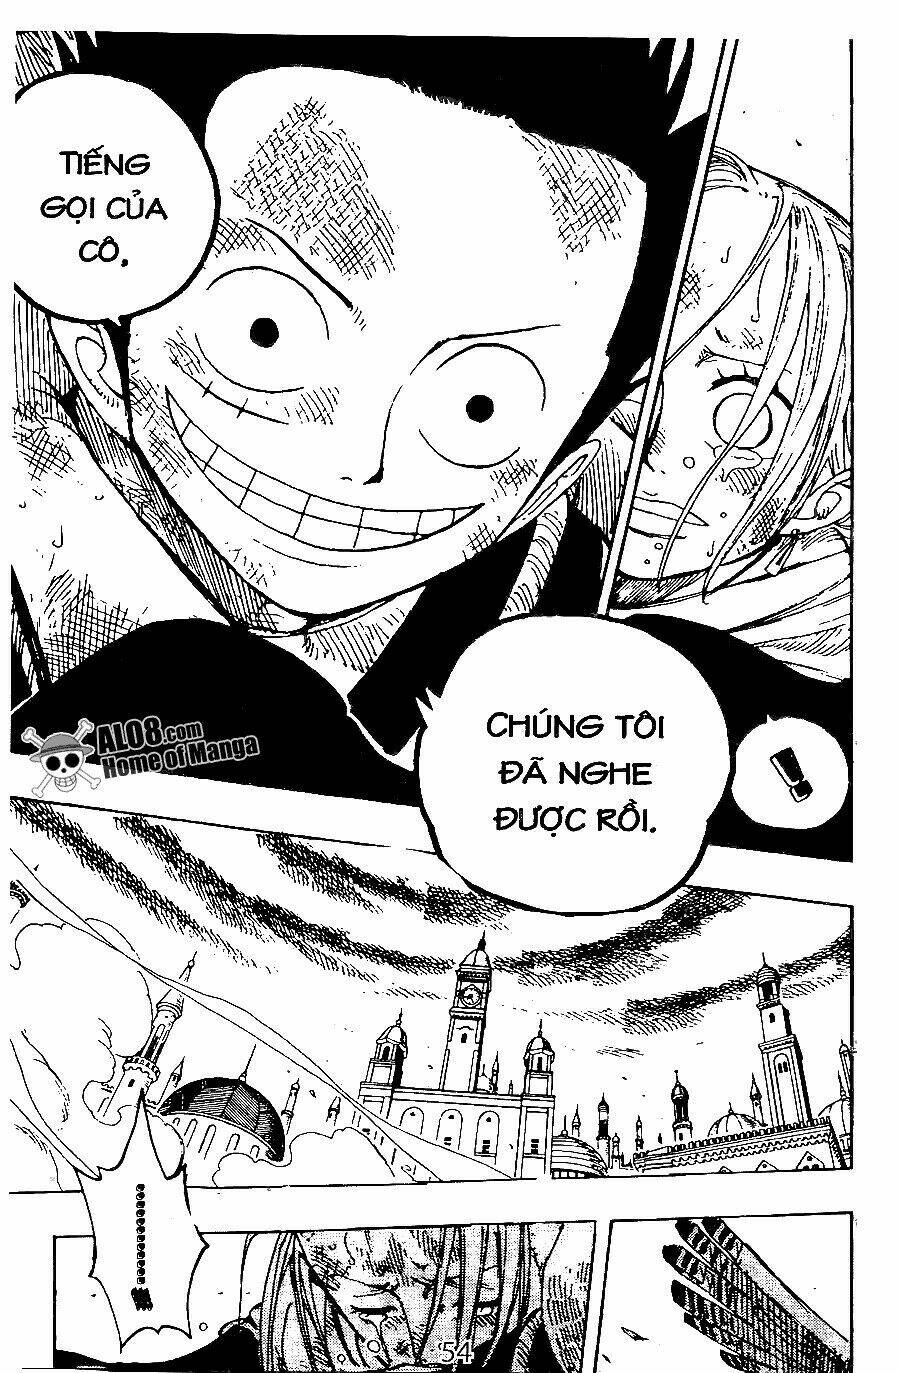 TIẾNG
GỌI CỦA
CÔ,
CHÚNG TÔI
ĐÃ NGHE
ĐƯỢC RỒI.
!!
ALO8.com
Home of Manga
54